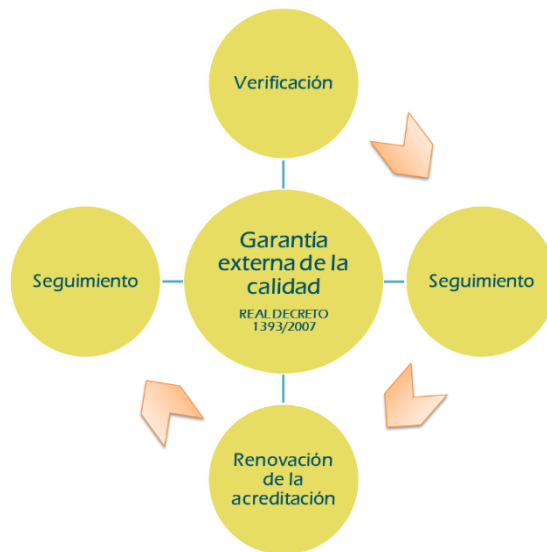 Verificación
Seguimiento
Garantía
externa de la
calidad
REAL DECRETO
1393/2007
Seguimiento
Renovación
de la
acreditación